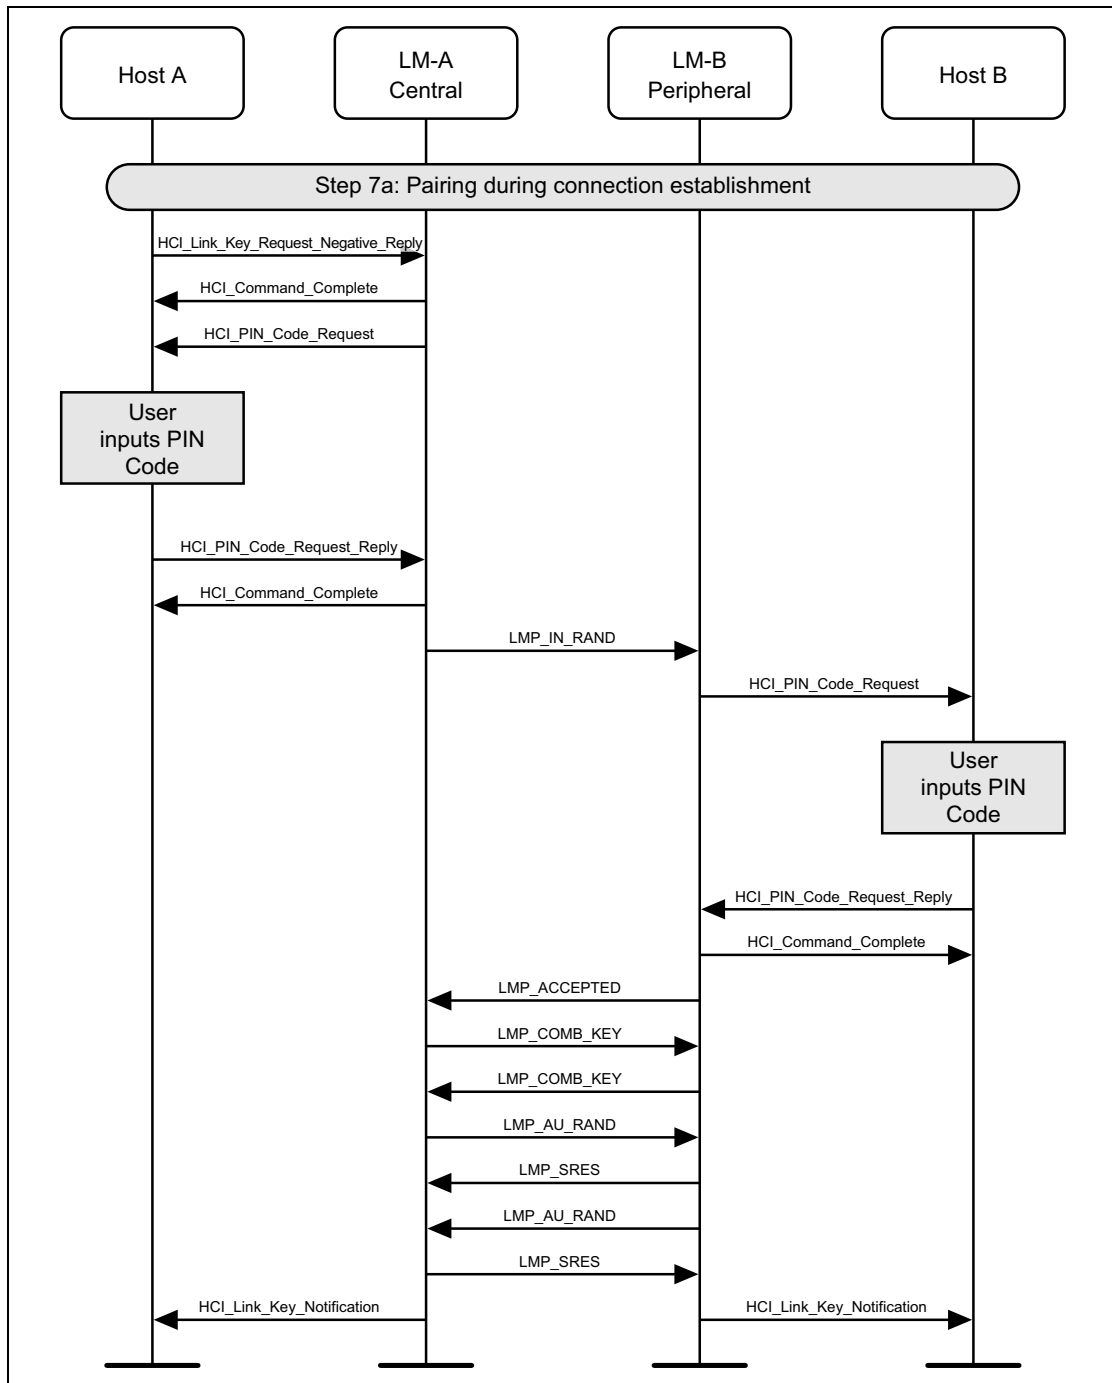 Host A
LM-A
Central
LM-B
Peripheral
Host B
Step 7a: Pairing during connection establishment
HCI_Link_Key_Request_Negative_Reply
HCI_Command_Complete
HCI_PIN_Code_Request
User
inputs PIN
Code
HCI_PIN_Code_Request_Reply
HCI_Command_Complete
LMP_IN_RAND
HCI_PIN_Code_Request
User
inputs PIN
Code
HCI_PIN_Code_Request_Reply
HCI_Command_Complete
LMP_ACCEPTED
LMP_COMB_KEY
LMP_COMB_KEY
LMP_AU_RAND
LMP_SRES
LMP_AU_RAND
LMP_SRES
HCI_Link_Key_Notification
HCI_Link_Key_Notification